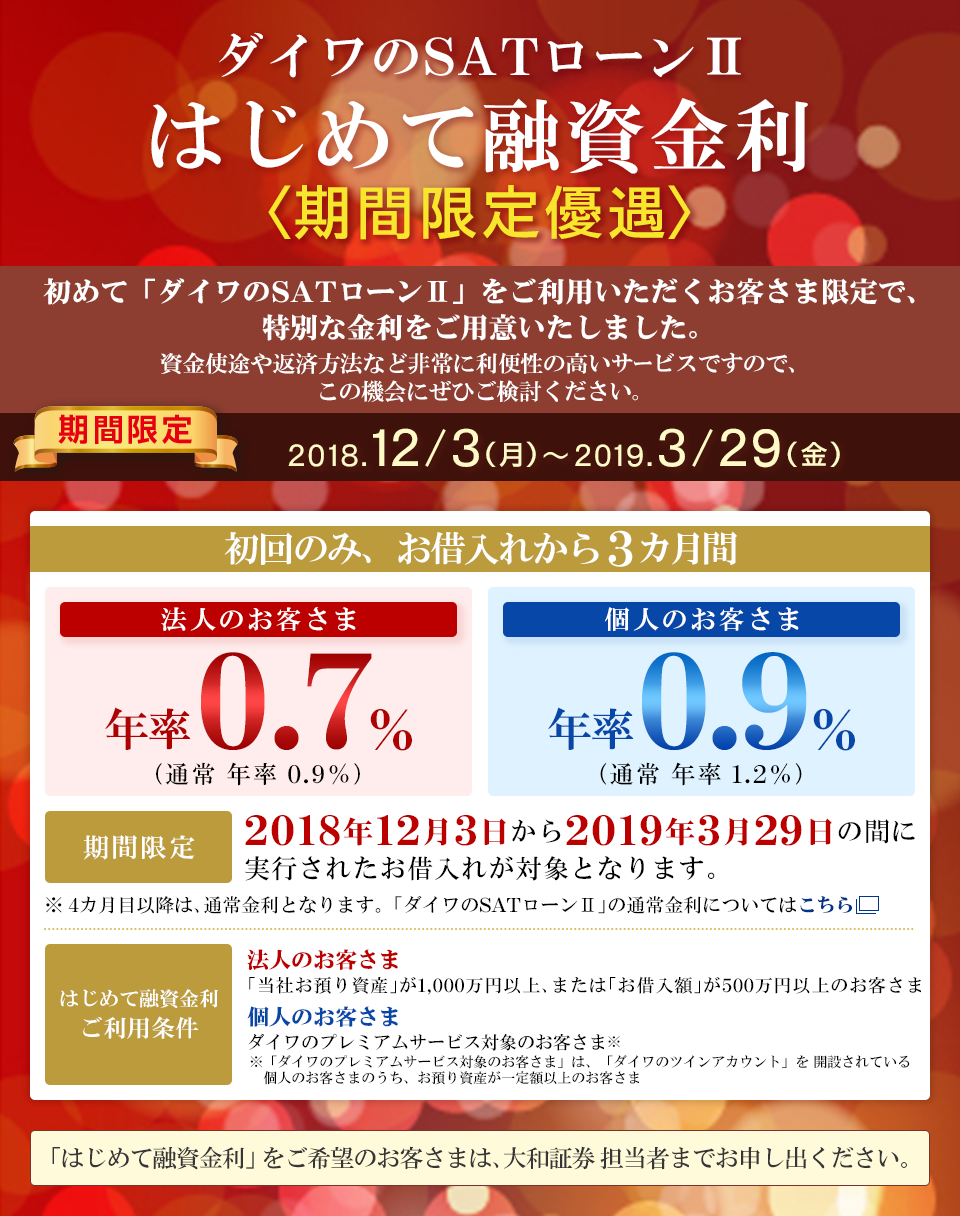 ダイワのSATローンⅡ
はじめて融資金利
〈期間限定優遇〉
初めて「ダイワのSATローンⅡ」をご利用いただくお客さま限定で、
特別な金利をご用意いたしました。
資金使途や返済方法など非常に利便性の高いサービスですので、
この機会にぜひご検討ください。
期間限定
2018.12/3(月)～2019.3/29(金)
初回のみ、お借入れから3カ月間
法人のお客さま
年率0.7%
(通常 年率 0.9%)
個人のお客さま
年率0.9%
(通常 年率 1.2%)
期間限定
2018年12月3日から2019年3月29日の間に
実行されたお借入れが対象となります。
※ 4カ月目以降は、通常金利となります。「ダイワのSATローンⅡ」の通常金利についてはこちら
はじめて融資金利
ご利用条件
法人のお客さま
「当社お預り資産」が1,000万円以上、または「お借入額」が500万円以上のお客さま
個人のお客さま
ダイワのプレミアムサービス対象のお客さま※
※「ダイワのプレミアムサービス対象のお客さま」は、「ダイワのツインアカウント」を 開設されている
個人のお客さまのうち、お預り資産が一定額以上のお客さま
「はじめて融資金利」をご希望のお客さまは、大和証券 担当者までお申し出ください。